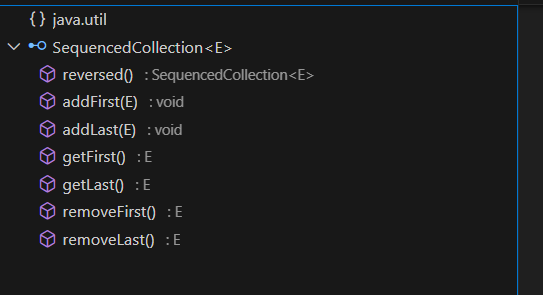 {} java.util
SequencedCollection<E>
reversed() : SequencedCollection<E>
addFirst(E) : void
addLast(E) : void
getFirst() : E
getLast() : E
removeFirst() : E
removeLast() : E